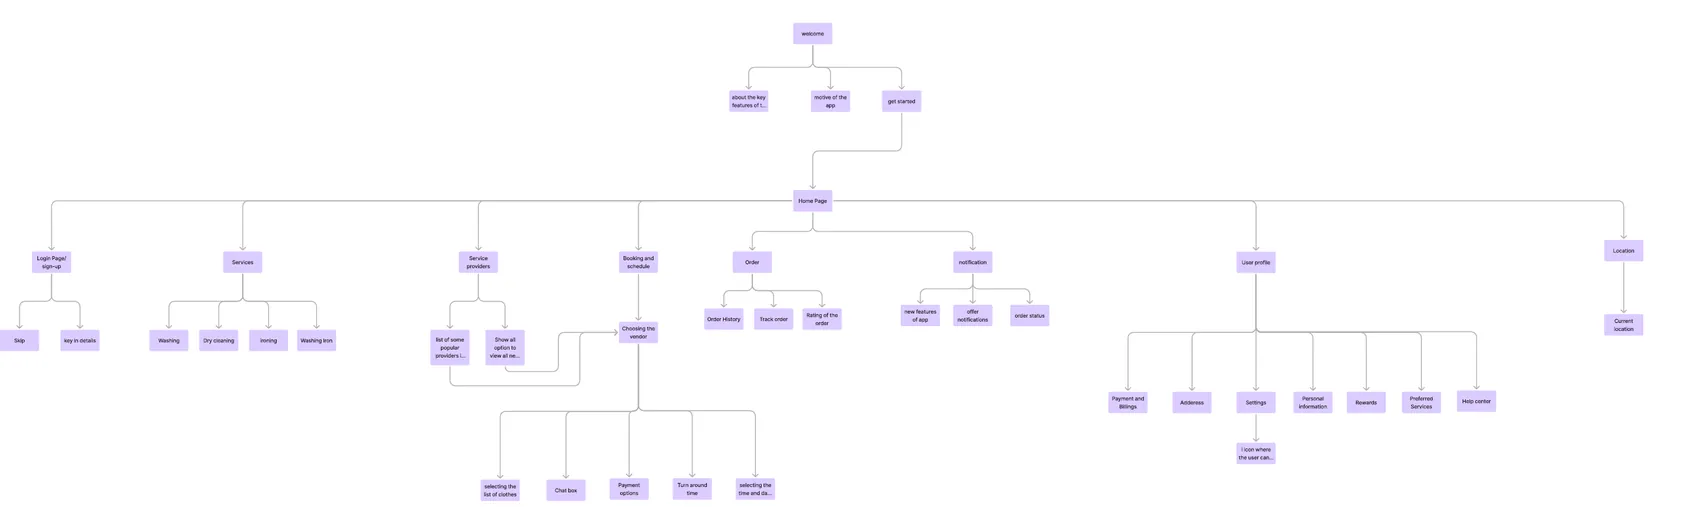 welcome
about the key
features of t...
motive of the
app
get started
Home Page
Login Page/
sign-up
Services
Service
providers
Booking and
schedule
Order
notification
User profile
Location
Skip
key in details
Washing
Dry cleaning
Ironing
Washing Iron
list of some
popular
providers i...
Show all
option to
view all ne...
Choosing the
vendor
Order History
Track order
Rating of the
order
new features
of app
offer
notifications
order status
Current
location
Payment and
Billings
Adderess
Settings
Personal
information
Rewards
Preferred
Services
Help center
i icon where
the user can...
selecting the
list of clothes
Chat box
Payment
options
Turn around
time
selecting the
time and da...